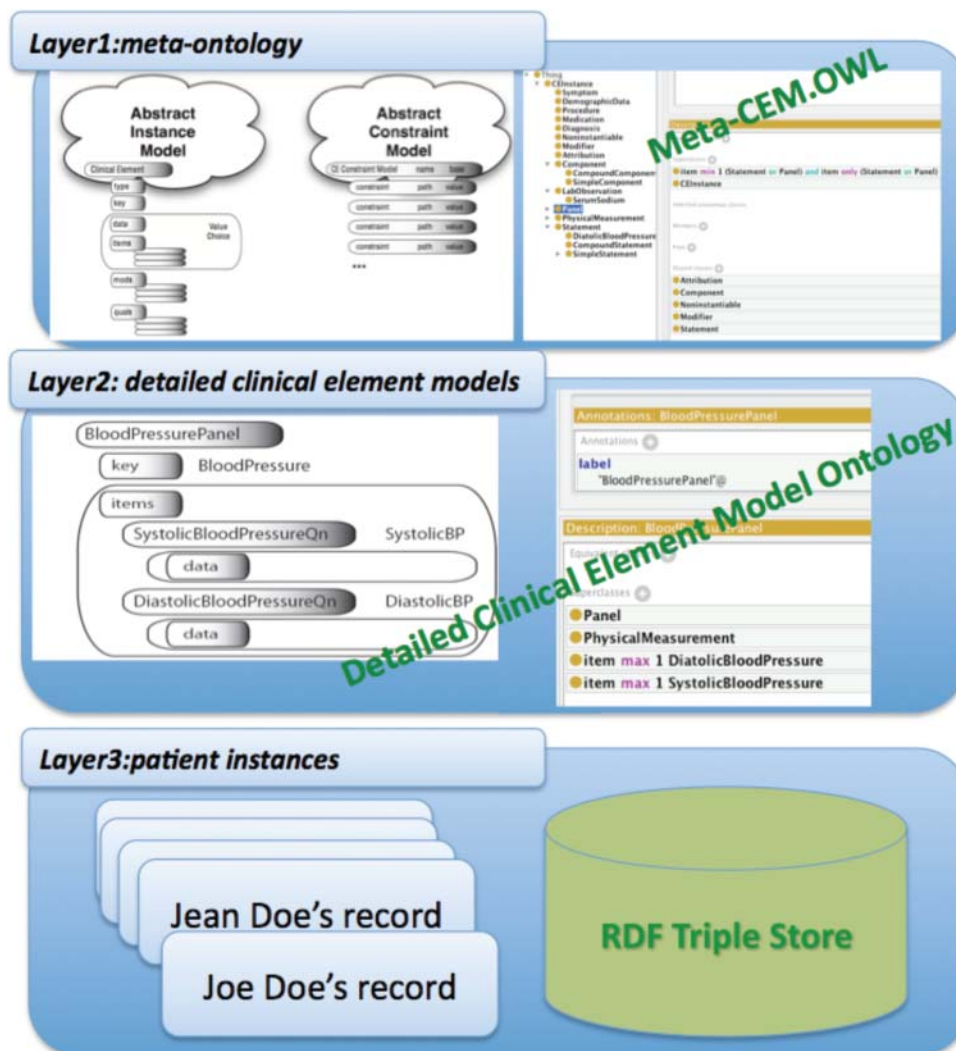 Layer1:meta-ontology
Abstract
Instance
Model
Clinical Element
type
key
data
Value
Choice
items
mods
quals
Abstract
Constraint
Model
CE Constraint Model name base
constraint path value
constraint path value
constraint path value
constraint path value
...
Thing
CEInstance
Symptom
DemographicData
Procedure
Medication
Diagnosis
Noninstantiable
Modifier
Attribution
Component
CompoundComponent
SimpleComponent
LabObservation
SerumSodium
Panel
PhysicalMeasurement
Statement
DiatolicBloodPressure
CompoundStatement
SimpleStatement
Meta-CEM.OWL
item min 1 (Statement or Panel) and item only (Statement or Panel)
CEInstance
Members
Disjoint classes
Attribution
Component
Noninstantiable
Modifier
Statement
Layer2: detailed clinical element models
BloodPressurePanel
key BloodPressure
items
SystolicBloodPressureQn SystolicBP
data
DiastolicBloodPressureQn DiastolicBP
data
Detailed Clinical Element Model Ontology
Annotations: BloodPressurePanel
Annotations
label
"BloodPressurePanel"@
Description: BloodPressurePanel
Superclasses
Panel
PhysicalMeasurement
item max 1 DiatolicBloodPressure
item max 1 SystolicBloodPressure
Layer3:patient instances
Jean Doe's record
Joe Doe's record
RDF Triple Store